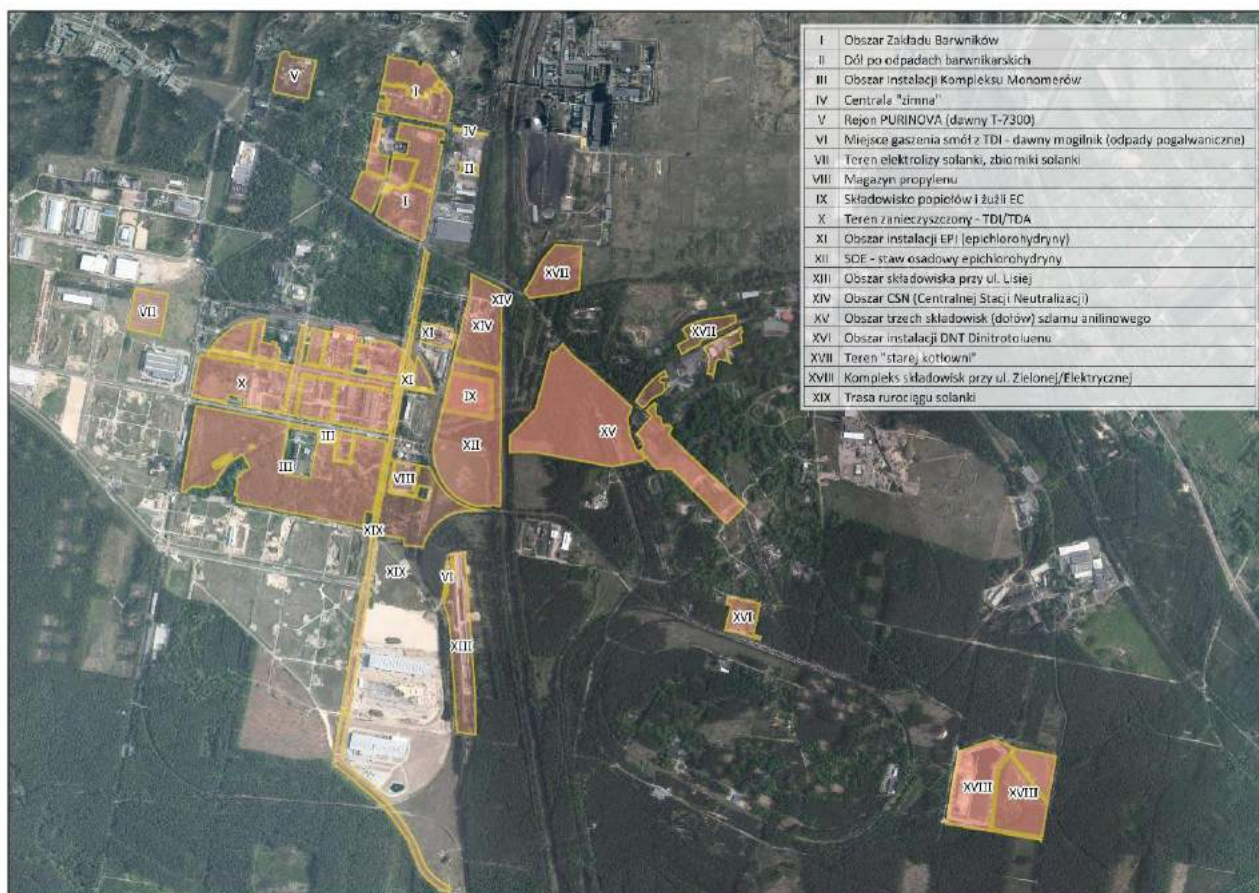 I Obszar Zakładu Barwników
II Dół po odpadach barwnikarskich
III Obszar Instalacji Kompleksu Monomerów
IV Centrala "zimna"
V Rejon PURINOVA (dawny T-7300)
VI Miejsce gaszenia smół z TDI - dawny mogilnik (odpady pogalwaniczne)
VII Teren elektrolizy solanki, zbiorniki solanki
VIII Magazyn propylenu
IX Składowisko popiołów i żużli EC
X Teren zanieczyszczony - TDI/TDA
XI Obszar instalacji EPI (epichlorohydryny)
XII SOE - staw osadowy epichlorohydryny
XIII Obszar składowiska przy ul. Lisiej
XIV Obszar CSN (Centralnej Stacji Neutralizacji)
XV Obszar trzech składowisk (dołów) szlamu anilinowego
XVI Obszar instalacji DNT Dinitrotoluenu
XVII Teren "starej kotłowni"
XVIII Kompleks składowisk przy ul. Zielonej/Elektrycznej
XIX Trasa rurociągu solanki
V
I
IV
II
I
XVII
XIV
XIV
VII
XI
XVII
XI
X
IX
III
XV
XII
III
VIII
XIX
XIX
VI
XVI
XIII
XVIII
XVIII